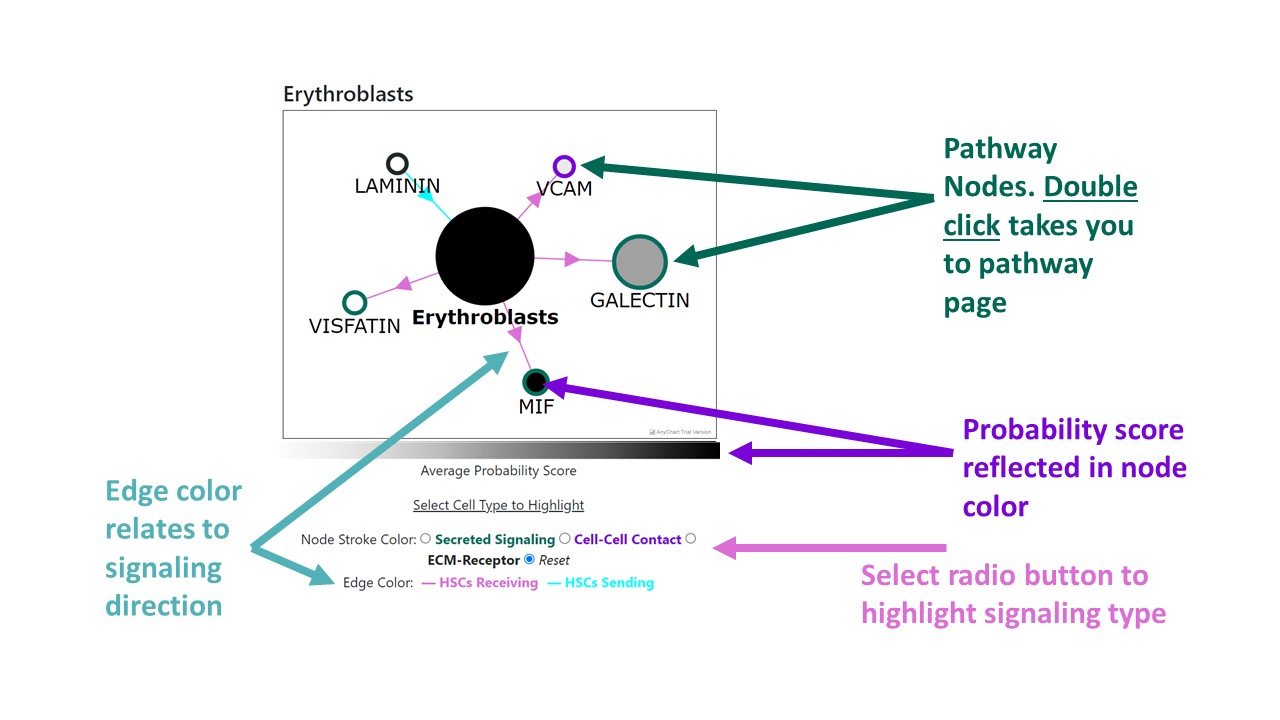 Erythroblasts
LAMININ
VCAM
GALECTIN
VISFATIN
Erythroblasts
MIF
AnyChart Trial Version
Average Probability Score
Select Cell Type to Highlight
Node Stroke Color: Secreted Signaling Cell-Cell Contact
ECM-Receptor Reset
Edge Color: — HSCs Receiving — HSCs Sending
Pathway
Nodes. Double
click takes you
to pathway
page
Probability score
reflected in node
color
Select radio button to
highlight signaling type
Edge color
relates to
signaling
direction